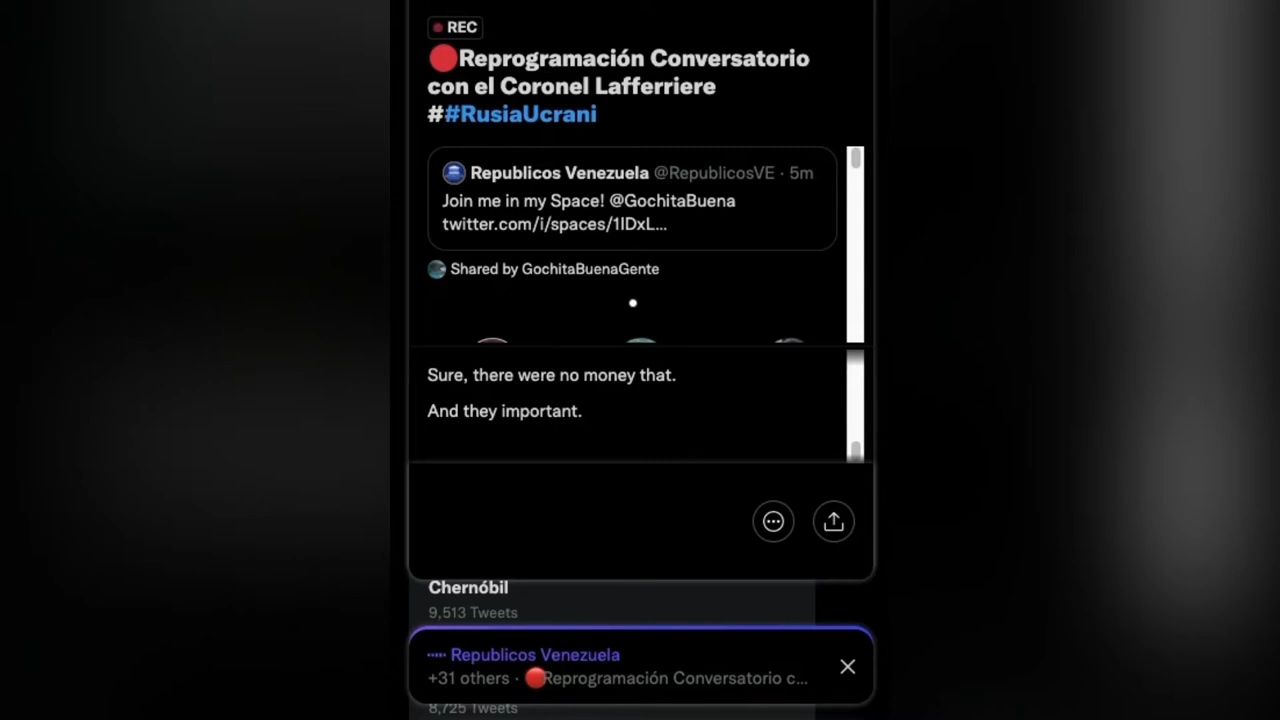 REC
🔴Reprogramación Conversatorio
con el Coronel Lafferriere
##RusiaUcrani
Republicos Venezuela @RepublicosVE · 5m
Join me in my Space! @GochitaBuena
twitter.com/i/spaces/1lDxL...
Shared by GochitaBuenaGente
Sure, there were no money that.
And they important.
Chernóbil
9,513 Tweets
Republicos Venezuela
+31 others · 🔴Reprogramación Conversatorio c...
8,725 Tweets